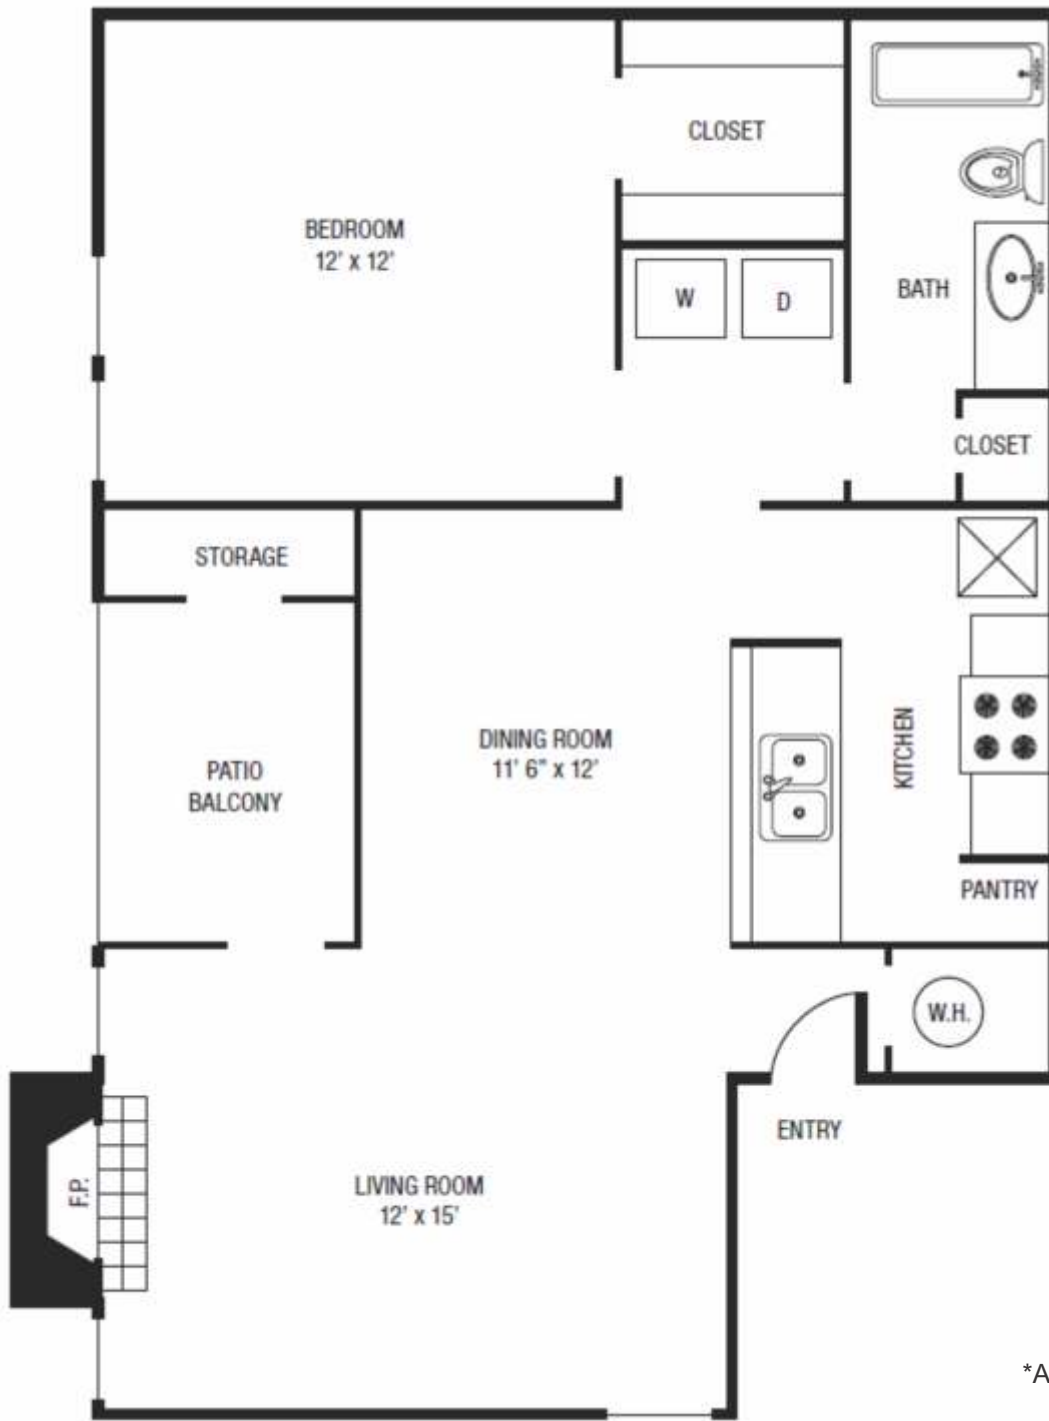 CLOSET
BEDROOM
12' x 12'
W
D
BATH
CLOSET
STORAGE
DINING ROOM
11' 6" x 12'
KITCHEN
PATIO
BALCONY
PANTRY
W.H.
ENTRY
F.P.
LIVING ROOM
12' x 15'
*A